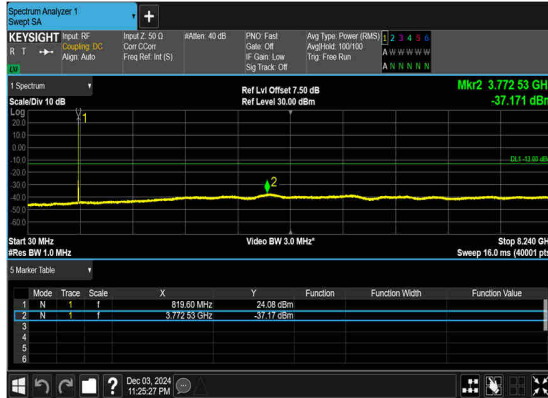 Spectrum Analyzer 1
Swept SA
+
KEYSIGHT Input: RF Input Z: 50 Ω #Atten: 40 dB PNO: Fast Avg Type: Power (RMS) 1 2 3 4 5 6
R T Coupling: DC Corr CCorr Gate: Off Avg|Hold: 100/100 A W W W W W
Align: Auto Freq Ref: Int (S) IF Gain: Low Trig: Free Run
Sig Track: Off A N N N N N
1 Spectrum Ref Lvl Offset 7.50 dB Mkr2 3.772 53 GH
Scale/Div 10 dB Ref Level 30.00 dBm -37.171 dBr
Log
20.0
1
10.0
0.00
-10.0
DL1 -13.00 dB
-20.0
-30.0
2
-40.0
-50.0
-60.0
Start 30 MHz Video BW 3.0 MHz* Stop 8.240 GH
#Res BW 1.0 MHz Sweep 16.0 ms (40001 pts
5 Marker Table
Mode Trace Scale X Y Function Function Width Function Value
1 N 1 f 819.60 MHz 24.08 dBm
2 N 1 f 3.772 53 GHz -37.17 dBm
3
4
5
6
? Dec 03, 2024
11:25:27 PM